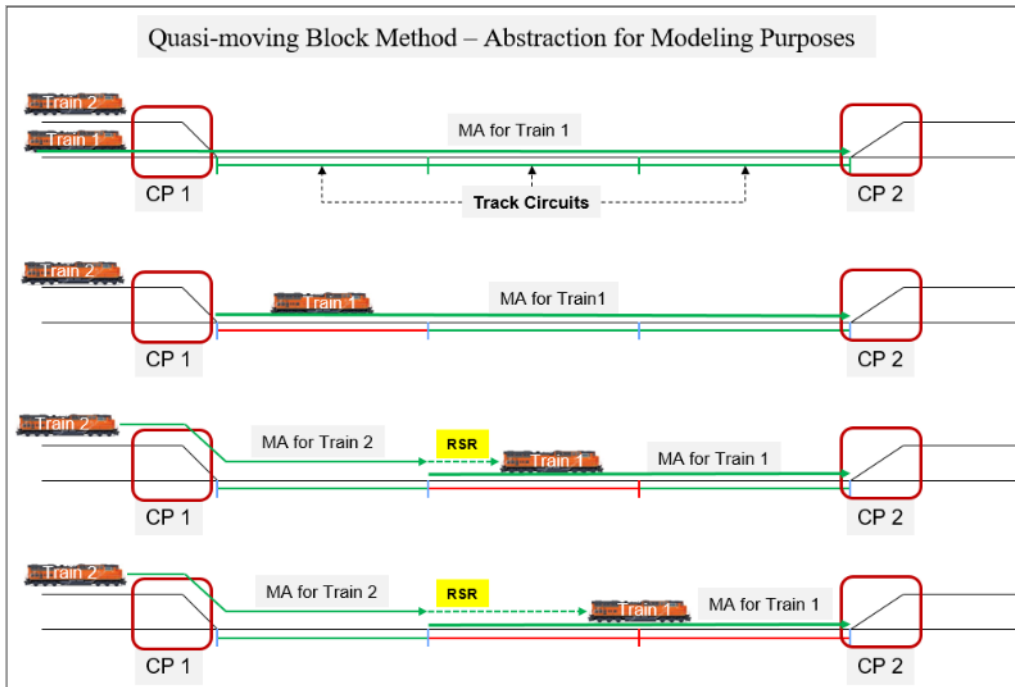 Quasi-moving Block Method – Abstraction for Modeling Purposes
Train 2
Train 1
MA for Train 1
CP 1
Track Circuits
CP 2
Train 2
Train 1
MA for Train1
CP 1
CP 2
Train 2
MA for Train 2
RSR
Train 1
MA for Train 1
CP 1
CP 2
Train 2
MA for Train 2
RSR
Train 1
MA for Train 1
CP 1
CP 2